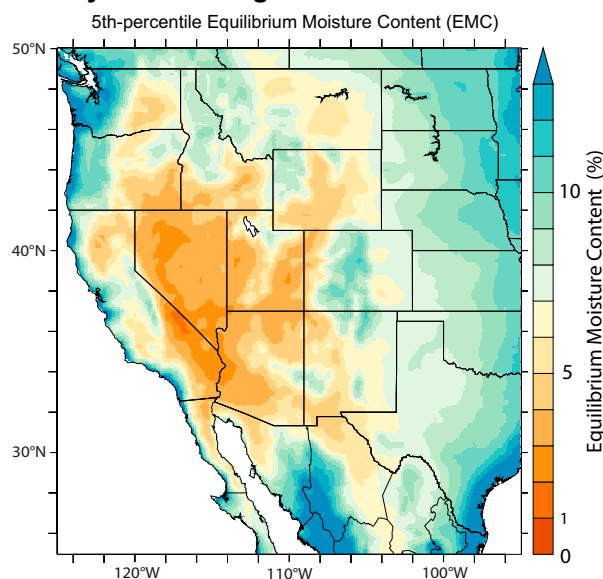 5th-percentile Equilibrium Moisture Content (EMC)
50°N
40°N
30°N
120°W
110°W
100°W
10
5
1
0
Equilibrium Moisture Content (%)